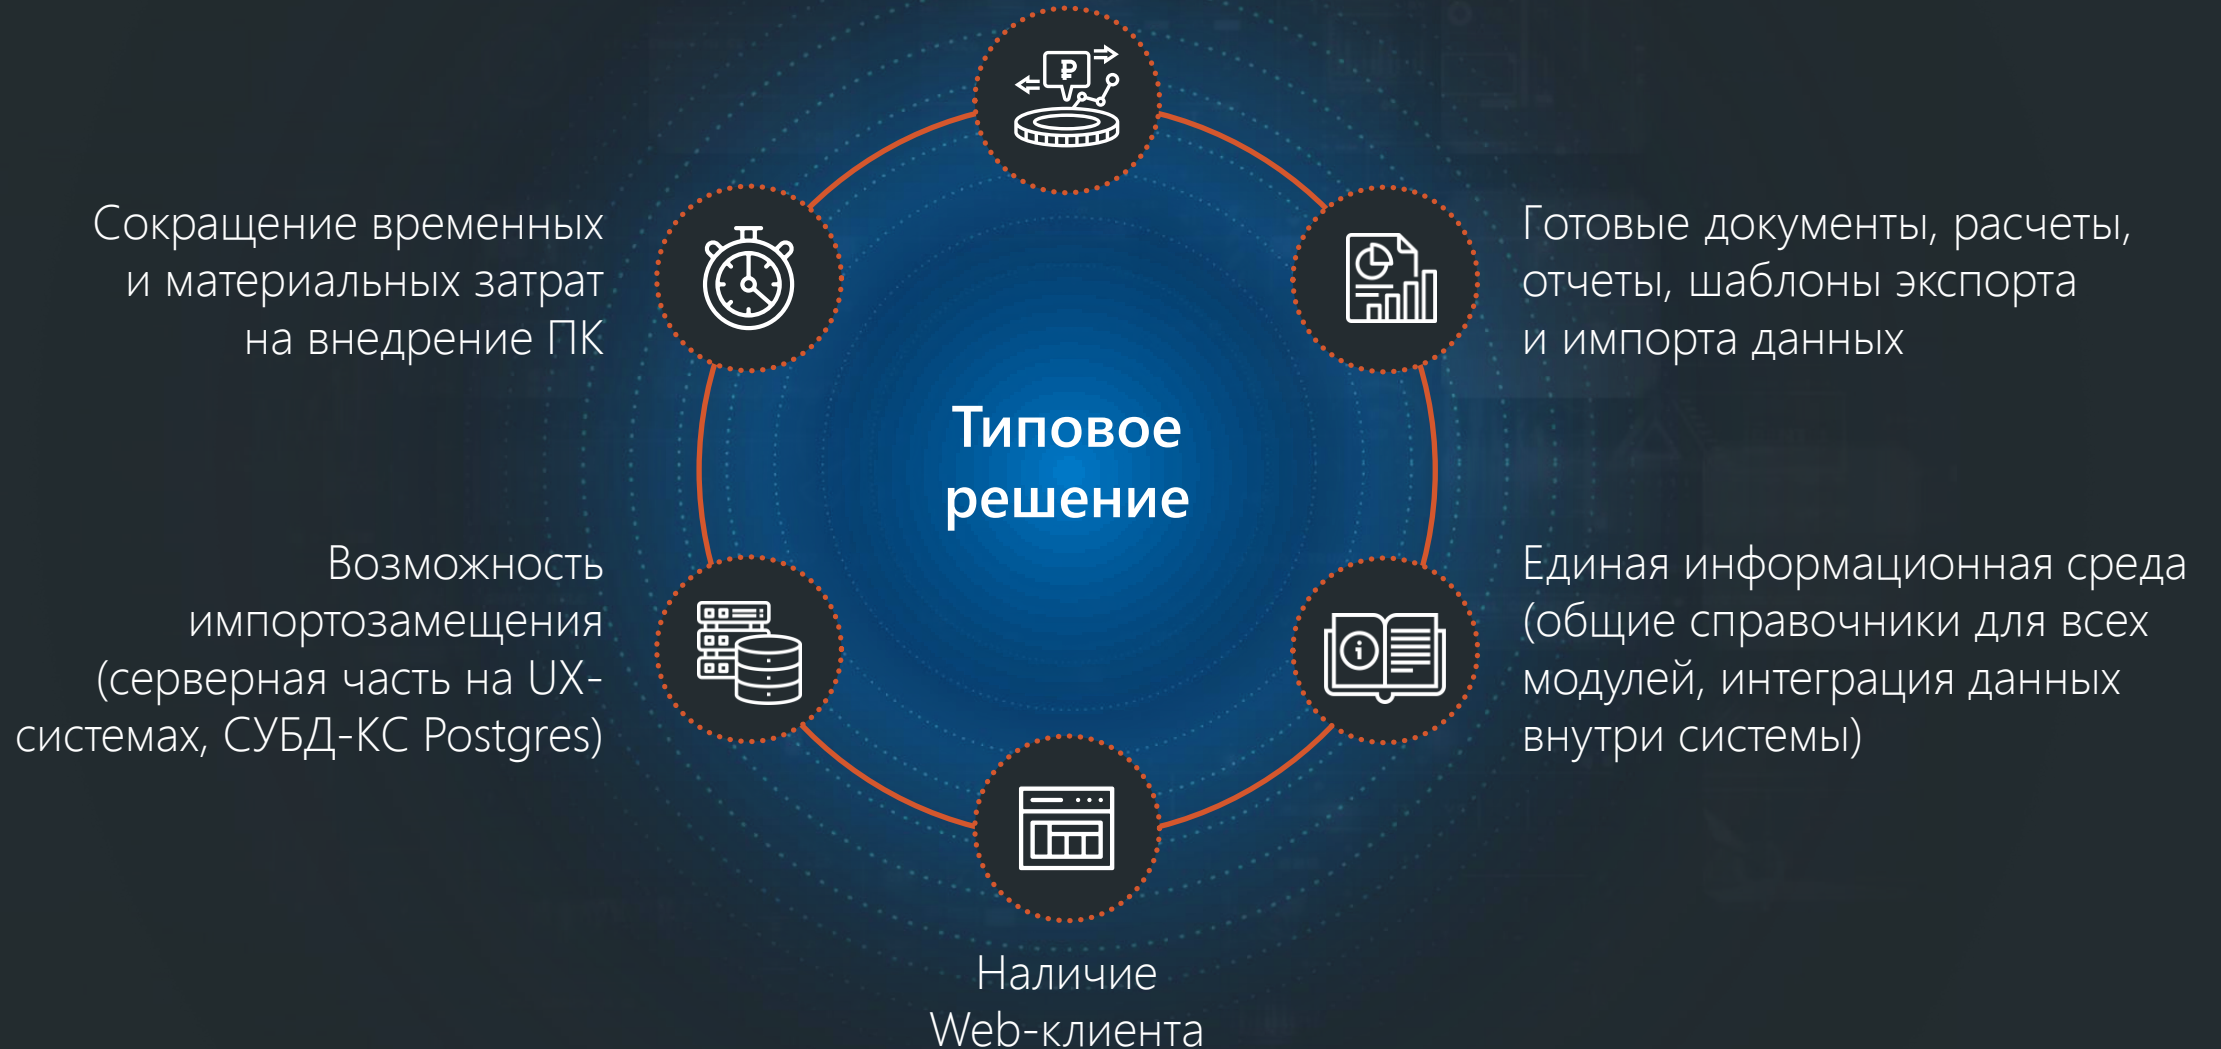 Сокращение временных
и материальных затрат
на внедрение ПК
Готовые документы, расчеты,
отчеты, шаблоны экспорта
и импорта данных
Типовое
решение
Возможность
импортозамещения
(серверная часть на UX-
системах, СУБД-КС Postgres)
Единая информационная среда
(общие справочники для всех
модулей, интеграция данных
внутри системы)
Наличие
Web-клиента